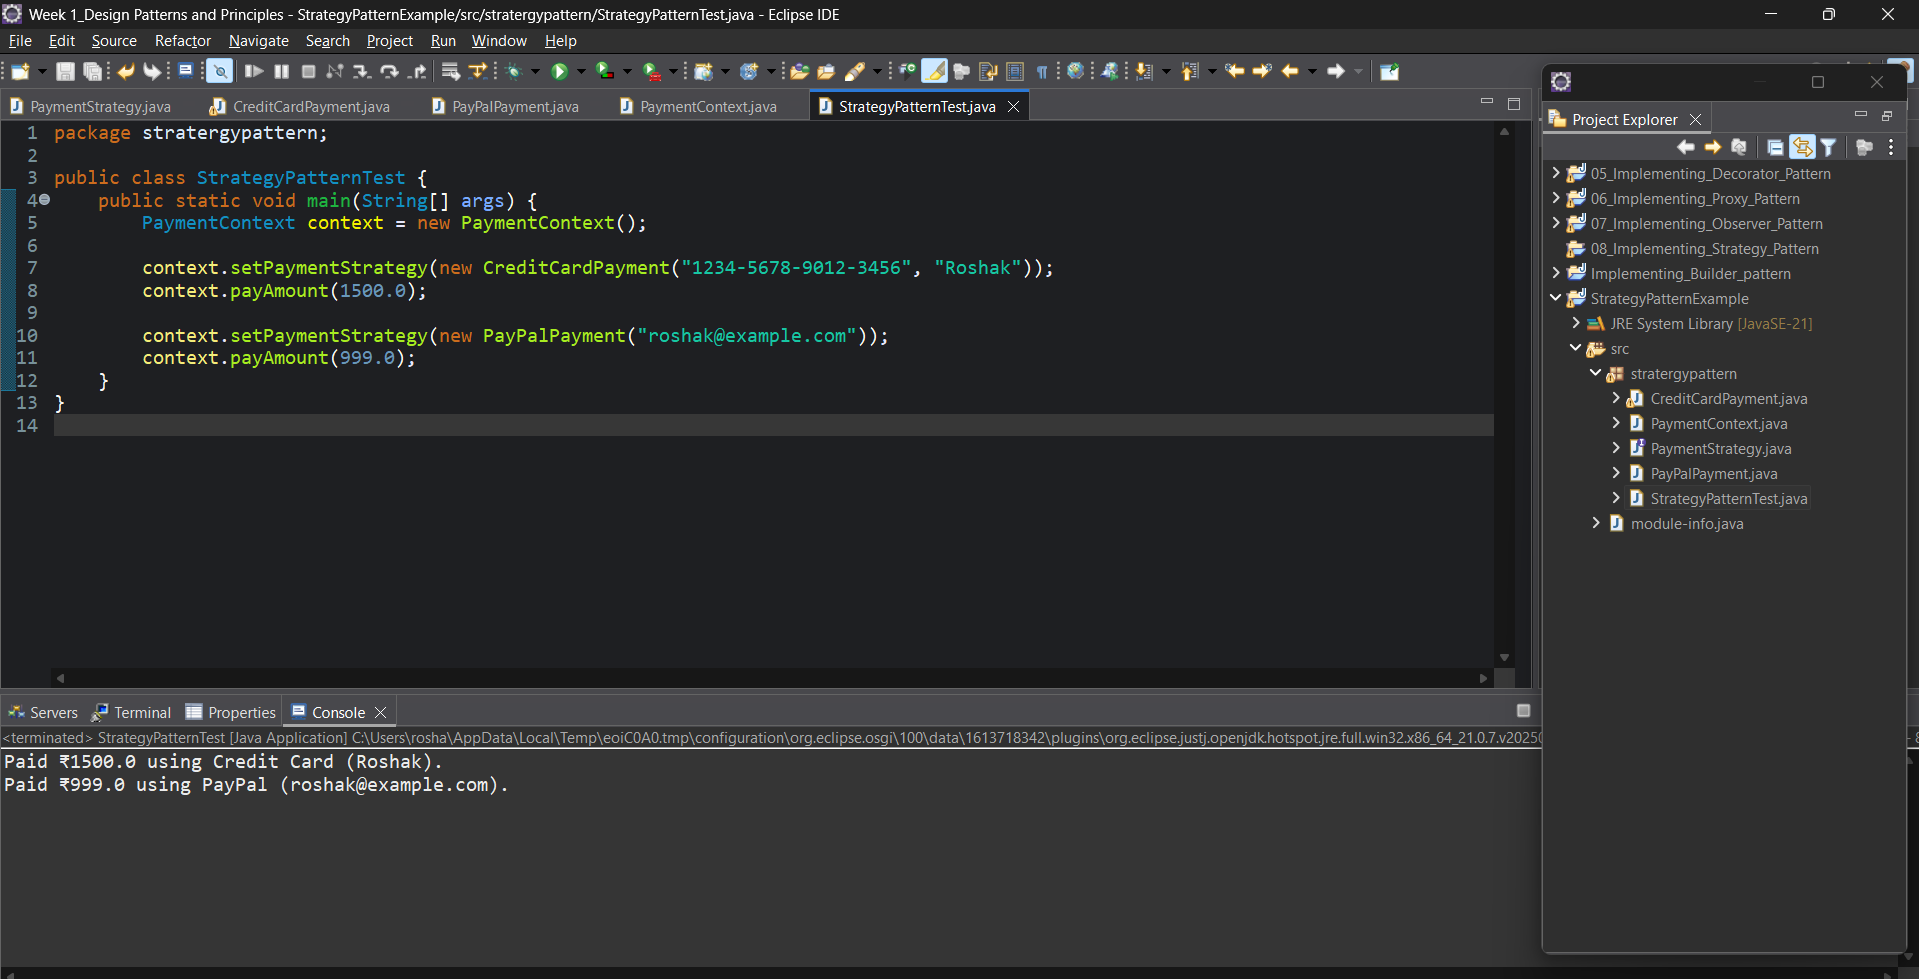 Week 1_Design Patterns and Principles - StrategyPatternExample/src/stratergypattern/StrategyPatternTest.java - Eclipse IDE
File Edit Source Refactor Navigate Search Project Run Window Help
PaymentStrategy.java CreditCardPayment.java PayPalPayment.java PaymentContext.java StrategyPatternTest.java
1 package stratergypattern;
2
3 public class StrategyPatternTest {
4 public static void main(String[] args) {
5 PaymentContext context = new PaymentContext();
6
7 context.setPaymentStrategy(new CreditCardPayment("1234-5678-9012-3456", "Roshak"));
8 context.payAmount(1500.0);
9
10 context.setPaymentStrategy(new PayPalPayment("roshak@example.com"));
11 context.payAmount(999.0);
12 }
13 }
14
Project Explorer
05_Implementing_Decorator_Pattern
06_Implementing_Proxy_Pattern
07_Implementing_Observer_Pattern
08_Implementing_Strategy_Pattern
Implementing_Builder_pattern
StrategyPatternExample
JRE System Library [JavaSE-21]
src
stratergypattern
CreditCardPayment.java
PaymentContext.java
PaymentStrategy.java
PayPalPayment.java
StrategyPatternTest.java
module-info.java
Servers Terminal Properties Console
<terminated> StrategyPatternTest [Java Application] C:\Users\rosha\AppData\Local\Temp\eoiC0A0.tmp\configuration\org.eclipse.osgi\100\data\1613718342\plugins\org.eclipse.justj.openjdk.hotspot.jre.full.win32.x86_64_21.0.7.v2025
Paid ₹1500.0 using Credit Card (Roshak).
Paid ₹999.0 using PayPal (roshak@example.com).